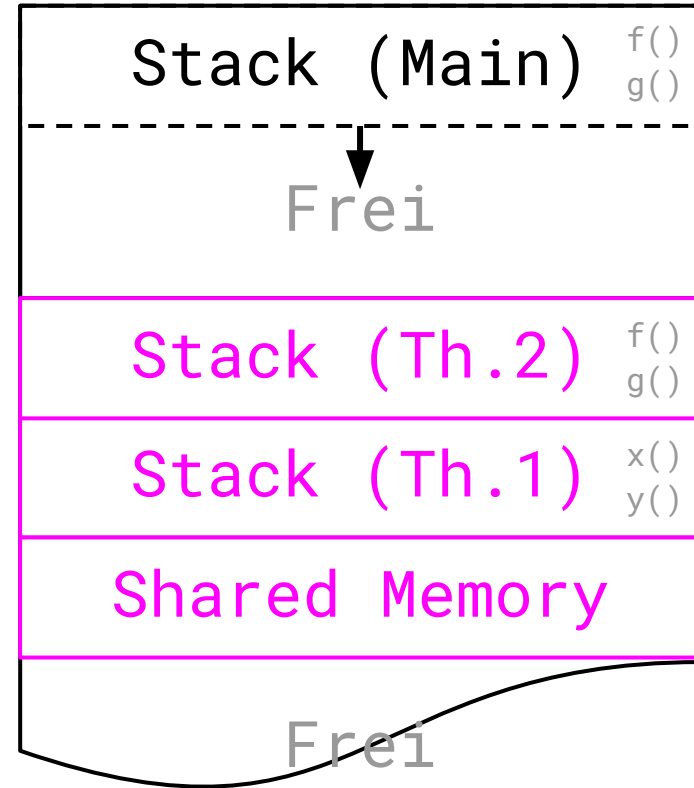 Stack (Main)
f()
g()
Frei
Stack (Th.2)
f()
g()
Stack (Th.1)
x()
y()
Shared Memory
Frei